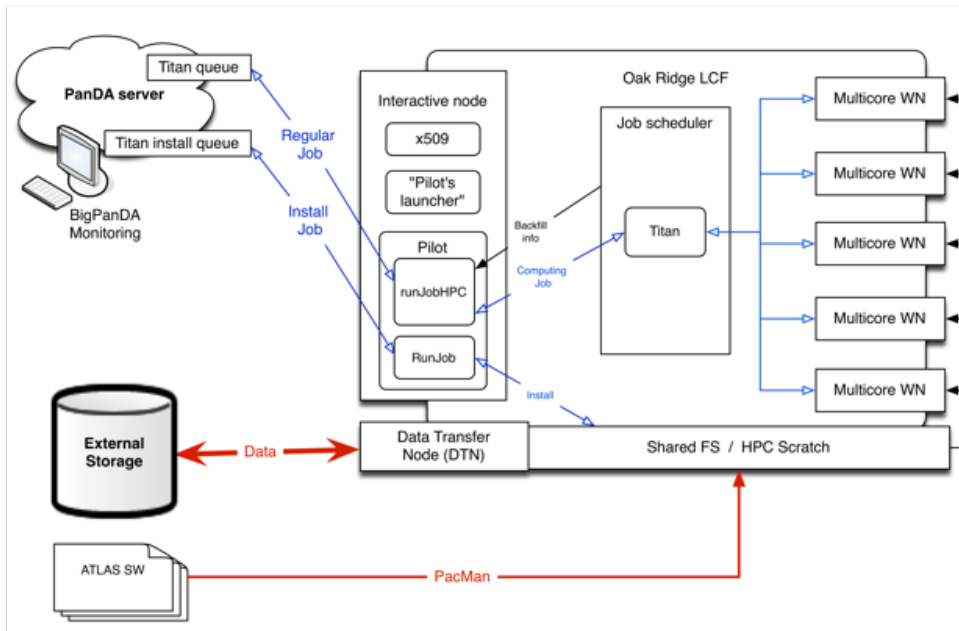 Titan queue
PanDA server
Titan install queue
BigPanDA
Monitoring
Regular
Job
Install
Job
Interactive node
x509
"Pilot's
launcher"
Pilot
runJobHPC
RunJob
Backfill
info
Computing
Job
Install
Oak Ridge LCF
Job scheduler
Titan
Multicore WN
Multicore WN
Multicore WN
Multicore WN
Multicore WN
External
Storage
Data
Data Transfer
Node (DTN)
Shared FS / HPC Scratch
ATLAS SW
PacMan